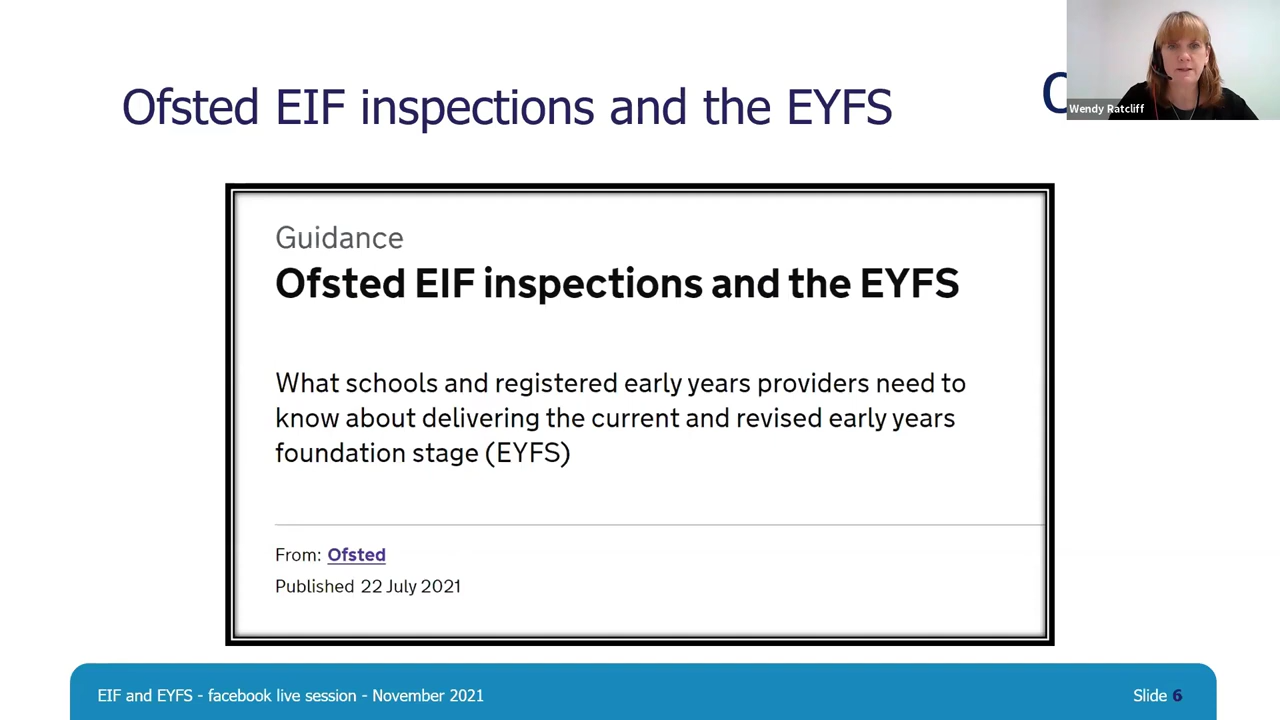 Ofsted EIF inspections and the EYFS
Wendy Ratcliff
Guidance
Ofsted EIF inspections and the EYFS
What schools and registered early years providers need to
know about delivering the current and revised early years
foundation stage (EYFS)
From: Ofsted
Published 22 July 2021
EIF and EYFS - facebook live session - November 2021
Slide 6